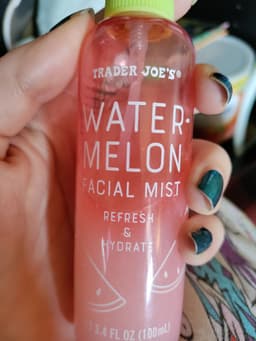 TRADER JOE'S®
WATER-
MELON
FACIAL MIST
REFRESH
&
HYDRATE
3.4 FL OZ (100mL)